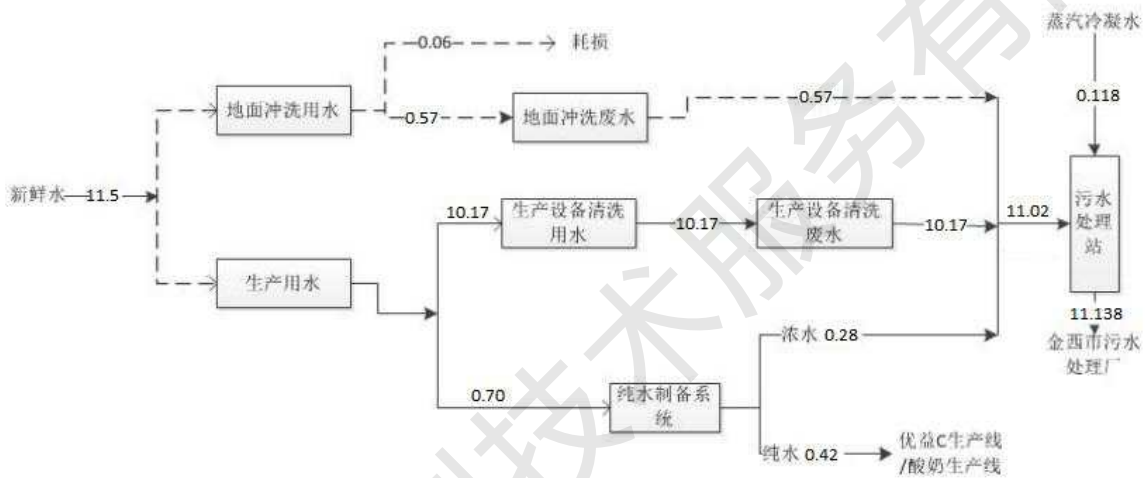 蒸汽冷凝水
0.06
耗损
0.118
地面冲洗用水
0.57
地面冲洗废水
0.57
新鲜水
11.5
10.17
生产设备清洗
用水
10.17
生产设备清洗
废水
10.17
11.02
污水
处理
站
生产用水
11.138
金西市污水
处理厂
浓水 0.28
0.70
纯水制备系
统
纯水 0.42
优益C生产线
/酸奶生产线
技术服务有